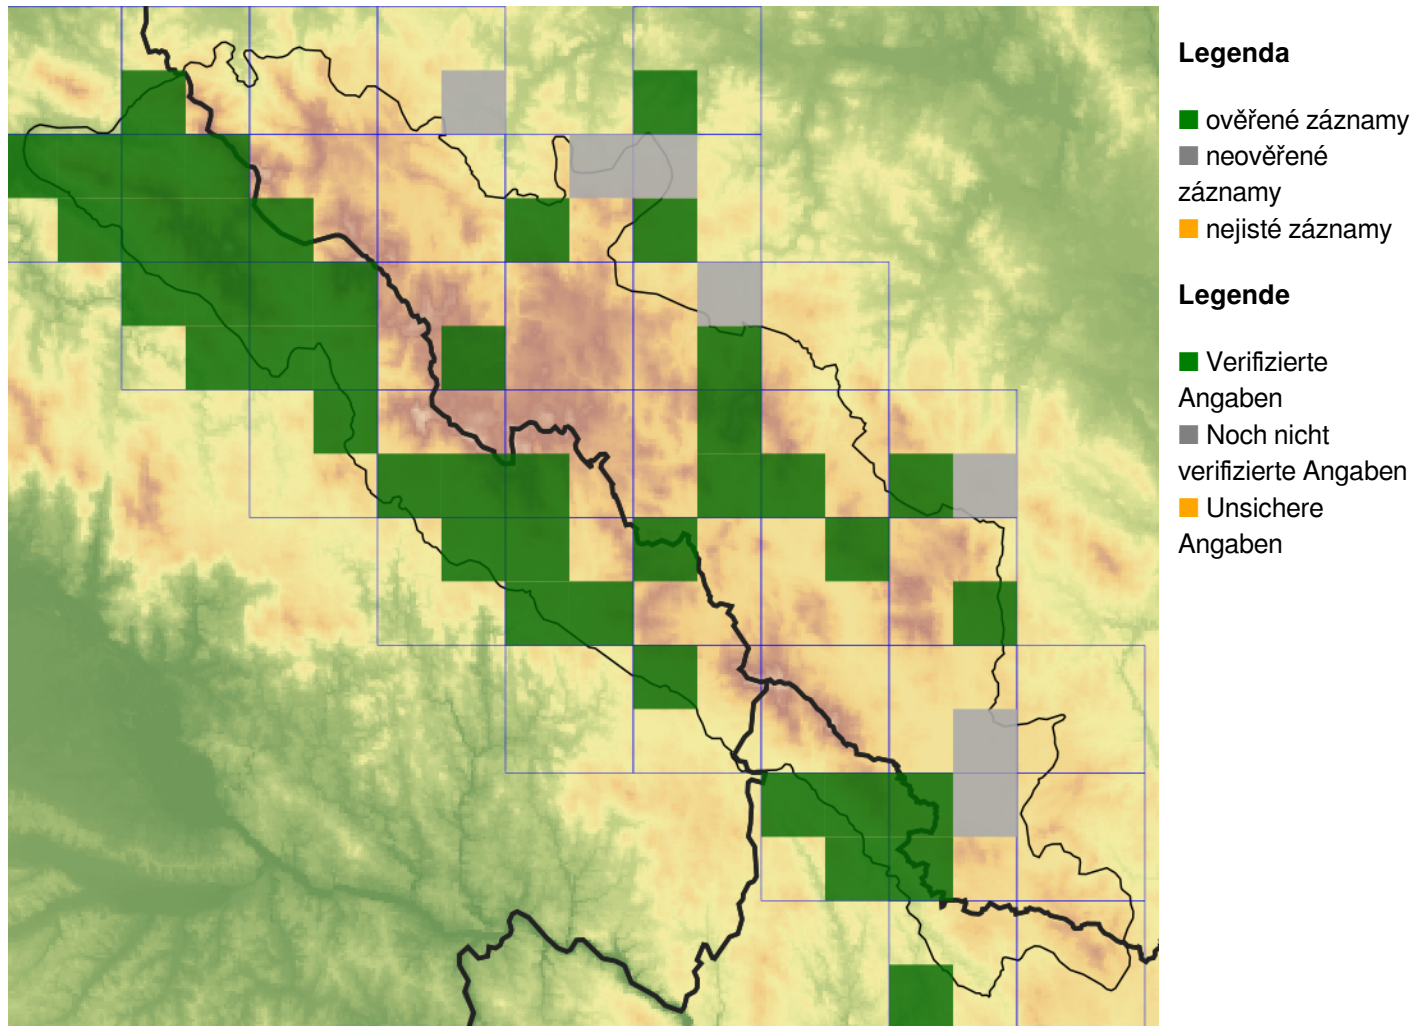 Legenda
ověřené záznamy
neověřené
záznamy
nejisté záznamy
Legende
Verifizierte
Angaben
Noch nicht
verifizierte Angaben
Unsichere
Angaben